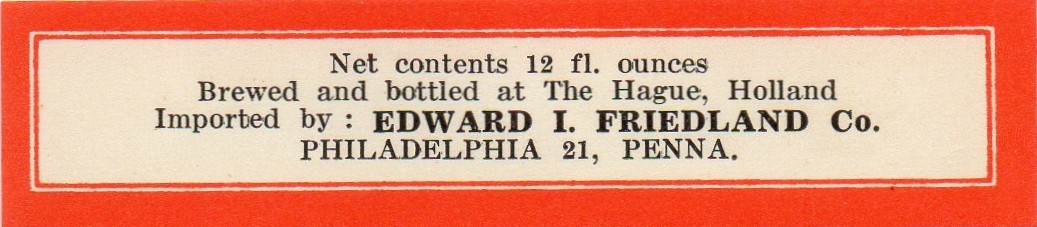 Net contents 12 fl. ounces
Brewed and bottled at The Hague, Holland
Imported by : EDWARD I. FRIEDLAND Co.
PHILADELPHIA 21, PENNA.